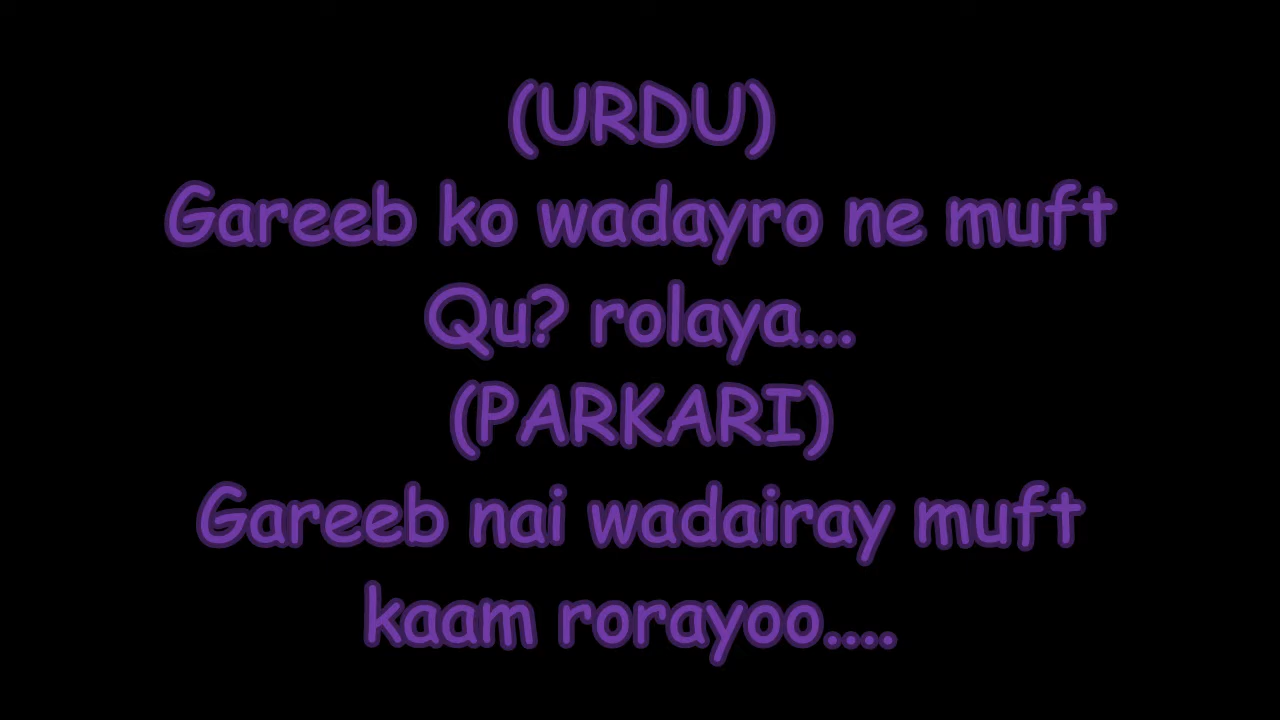 (URDU)
Gareeb ko wadayro ne muft
Qu? rolaya...
(PARKARI)
Gareeb nai wadairay muft
kaam rorayoo....